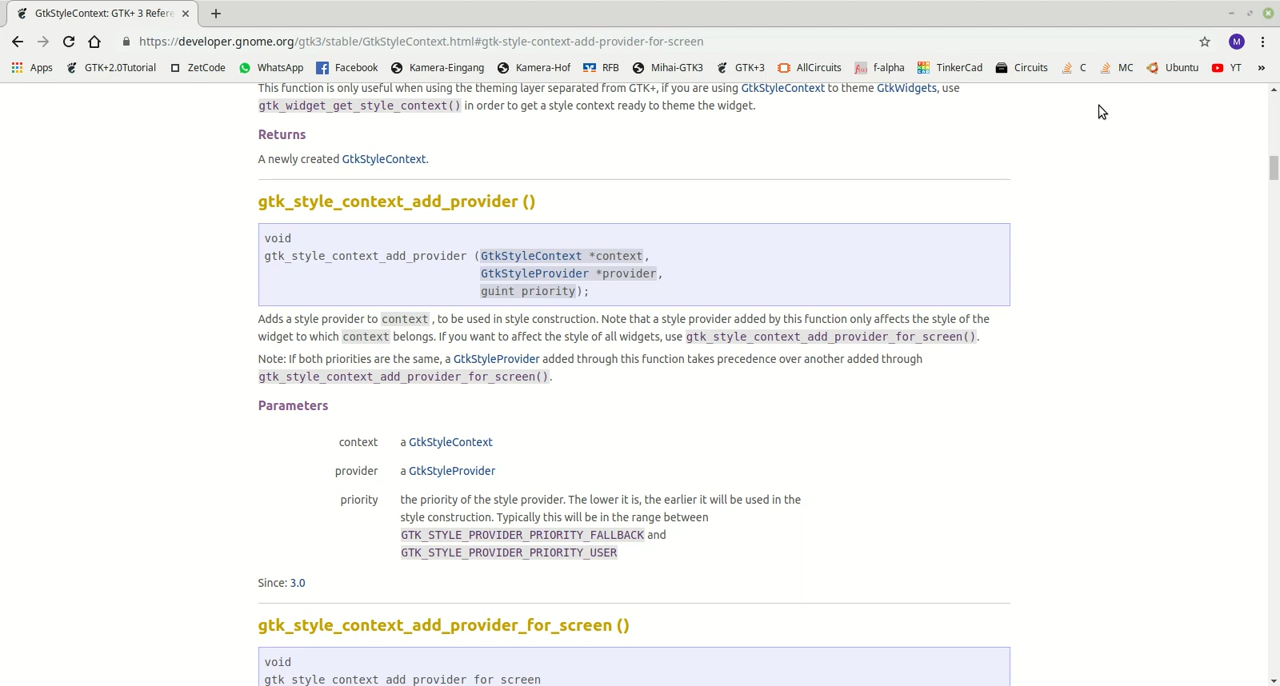 GtkStyleContext: GTK+ 3 Refere
https://developer.gnome.org/gtk3/stable/GtkStyleContext.html#gtk-style-context-add-provider-for-screen
M
Apps GTK+2.0Tutorial ZetCode WhatsApp Facebook Kamera-Eingang Kamera-Hof RFB Mihai-GTK3 GTK+3 AllCircuits f-alpha TinkerCad Circuits C MC Ubuntu YT »
This function is only useful when using the theming layer separated from GTK+, if you are using GtkStyleContext to theme GtkWidgets, use
gtk_widget_get_style_context() in order to get a style context ready to theme the widget.
Returns
A newly created GtkStyleContext.
gtk_style_context_add_provider ()
void
gtk_style_context_add_provider (GtkStyleContext *context,
GtkStyleProvider *provider,
guint priority);
Adds a style provider to context , to be used in style construction. Note that a style provider added by this function only affects the style of the
widget to which context belongs. If you want to affect the style of all widgets, use gtk_style_context_add_provider_for_screen().
Note: If both priorities are the same, a GtkStyleProvider added through this function takes precedence over another added through
gtk_style_context_add_provider_for_screen().
Parameters
context a GtkStyleContext
provider a GtkStyleProvider
priority the priority of the style provider. The lower it is, the earlier it will be used in the
style construction. Typically this will be in the range between
GTK_STYLE_PROVIDER_PRIORITY_FALLBACK and
GTK_STYLE_PROVIDER_PRIORITY_USER
Since: 3.0
gtk_style_context_add_provider_for_screen ()
void
gtk_style_context_add_provider_for_screen